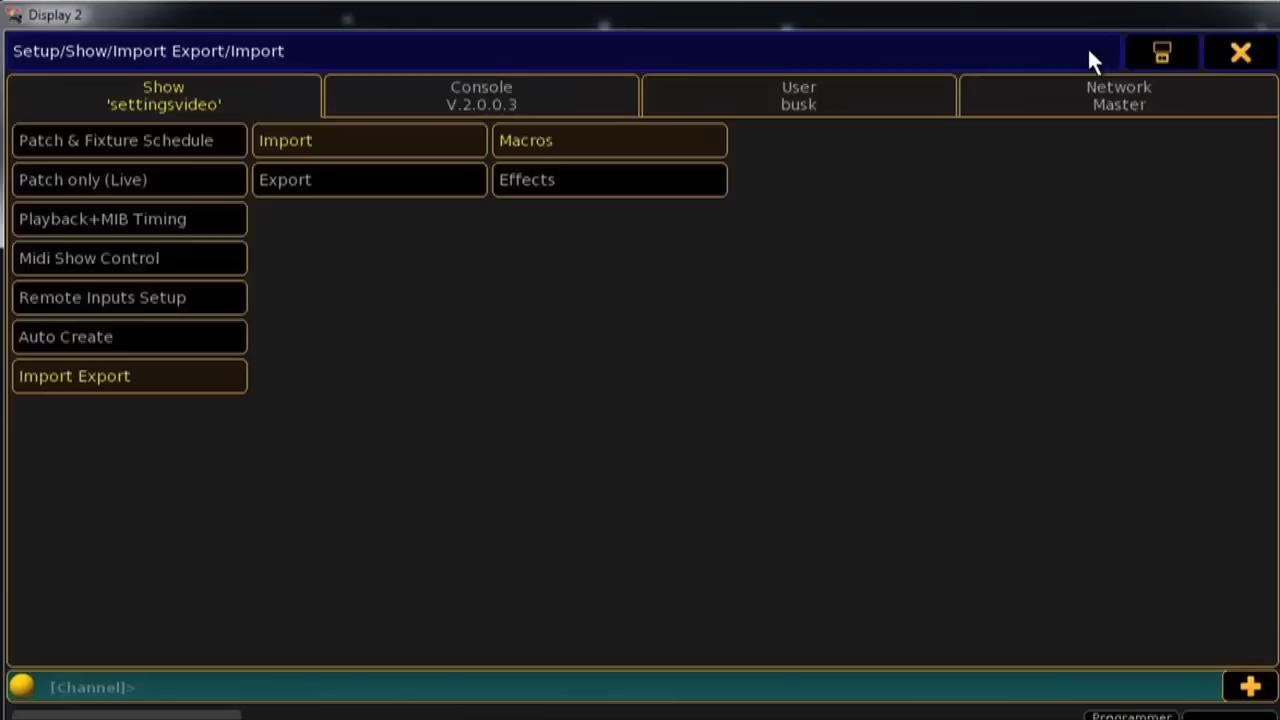 Display 2
Setup/Show/Import Export/Import
Show
'settingsvideo'
Console
V.2.0.0.3
User
busk
Network
Master
Patch & Fixture Schedule
Import
Macros
Patch only (Live)
Export
Effects
Playback+MIB Timing
Midi Show Control
Remote Inputs Setup
Auto Create
Import Export
[Channel]>
Programmer